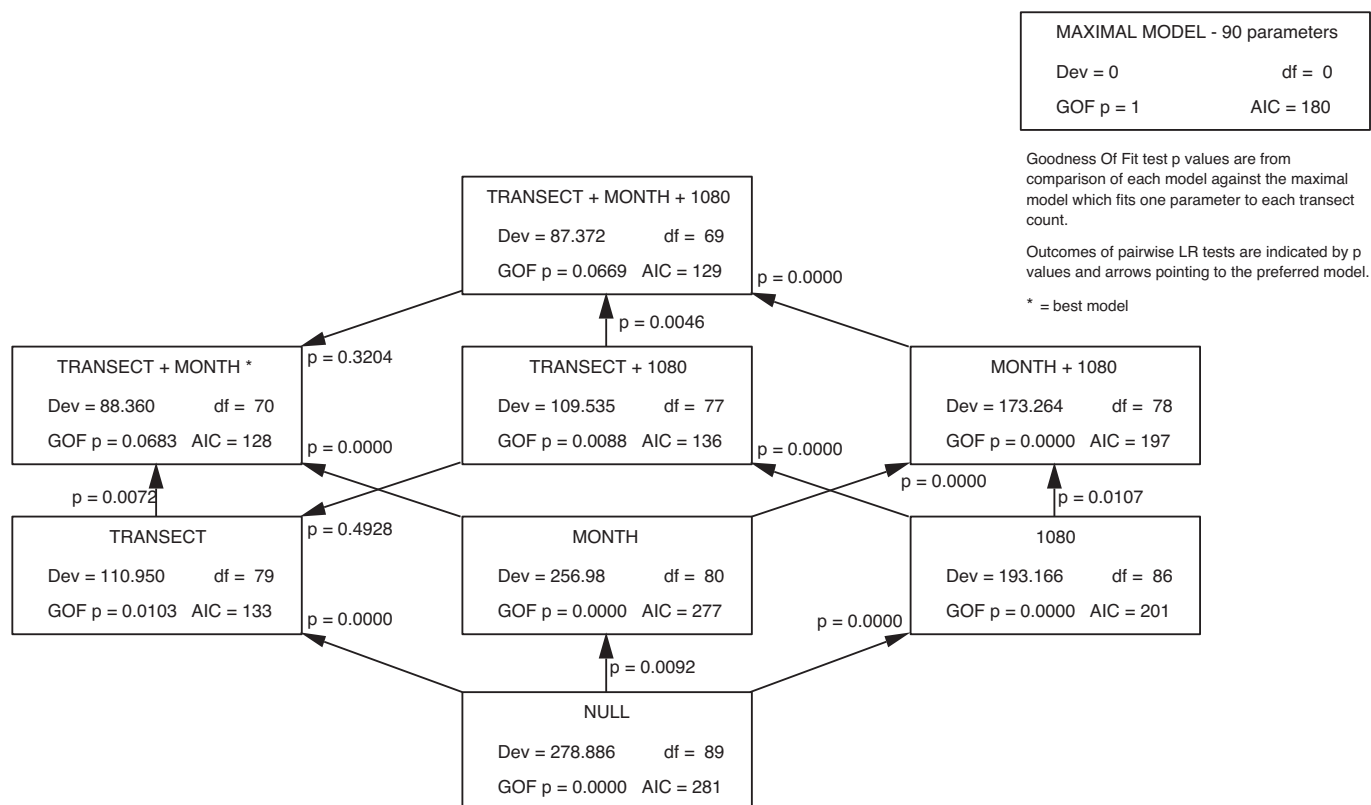 MAXIMAL MODEL - 90 parameters
Dev = 0 df = 0
GOF p = 1 AIC = 180
Goodness Of Fit test p values are from
comparison of each model against the maximal
model which fits one parameter to each transect
count.
Outcomes of pairwise LR tests are indicated by p
values and arrows pointing to the preferred model.
* = best model
TRANSECT + MONTH + 1080
Dev = 87.372 df = 69
GOF p = 0.0669 AIC = 129
p = 0.0000
p = 0.0046
p = 0.3204
TRANSECT + MONTH *
Dev = 88.360 df = 70
GOF p = 0.0683 AIC = 128
TRANSECT + 1080
Dev = 109.535 df = 77
GOF p = 0.0088 AIC = 136
MONTH + 1080
Dev = 173.264 df = 78
GOF p = 0.0000 AIC = 197
p = 0.0000
p = 0.0000
p = 0.0000
p = 0.0072
p = 0.0107
p = 0.4928
TRANSECT
Dev = 110.950 df = 79
GOF p = 0.0103 AIC = 133
MONTH
Dev = 256.98 df = 80
GOF p = 0.0000 AIC = 277
1080
Dev = 193.166 df = 86
GOF p = 0.0000 AIC = 201
p = 0.0000
p = 0.0000
p = 0.0092
NULL
Dev = 278.886 df = 89
GOF p = 0.0000 AIC = 281